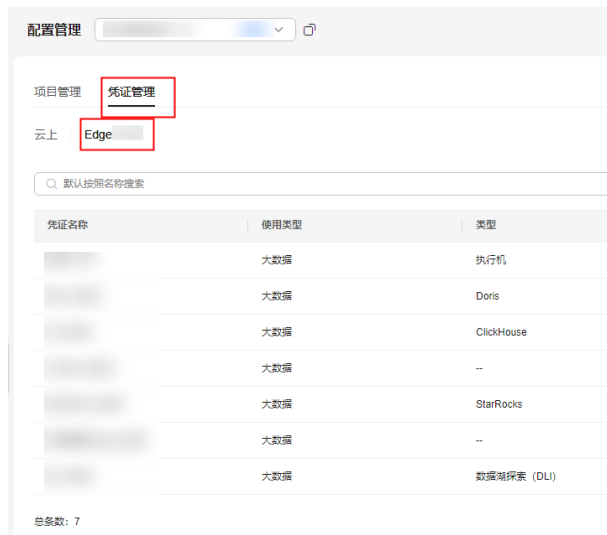 配置管理
项目管理 凭证管理
云上 Edge
默认按照名称搜索
凭证名称 使用类型 类型
大数据 执行机
大数据 Doris
大数据 ClickHouse
大数据 --
大数据 StarRocks
大数据 --
大数据 数据湖探索（DLI）
总条数：7